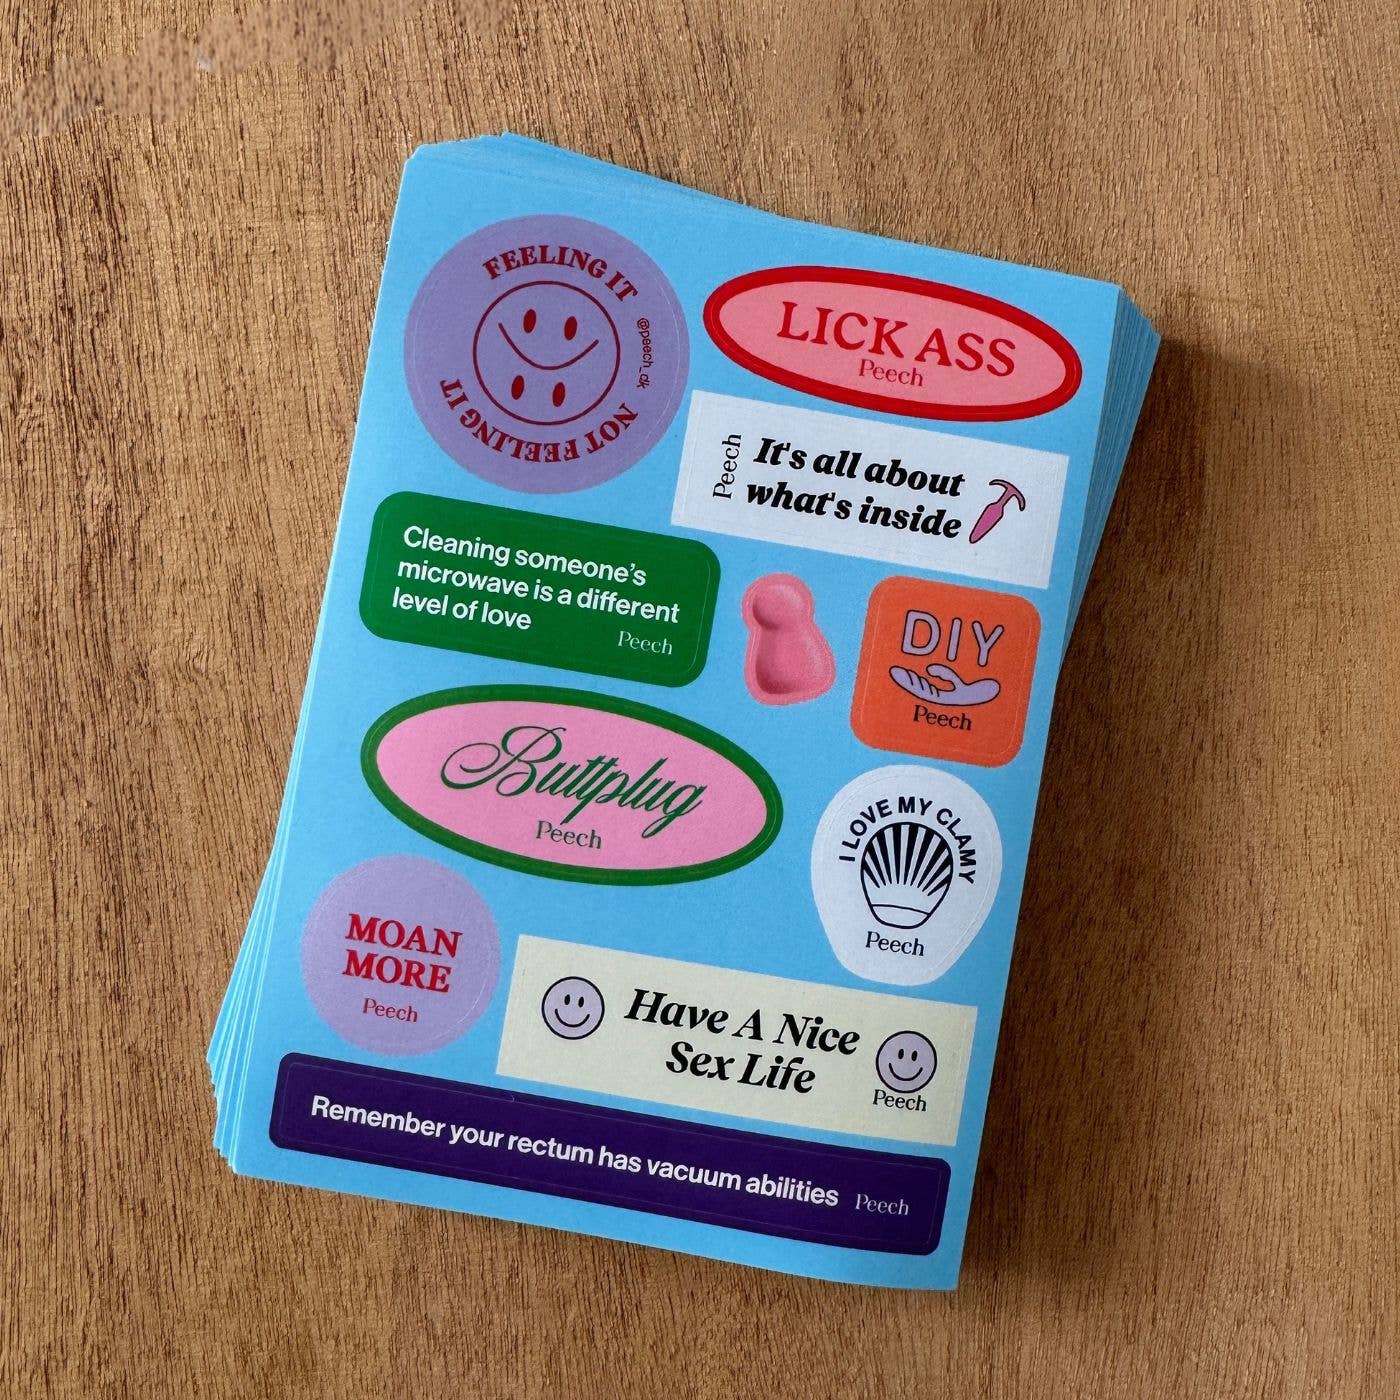 FEELING IT
@peech_dk
NOT FEELING IT
LICK ASS
Peech
Peech
It's all about
what's inside
Cleaning someone's
microwave is a different
level of love
Peech
DIY
Peech
Buttplug
Peech
I LOVE MY CLAMY
Peech
MOAN
MORE
Peech
Have A Nice
Sex Life
Peech
Remember your rectum has vacuum abilities Peech